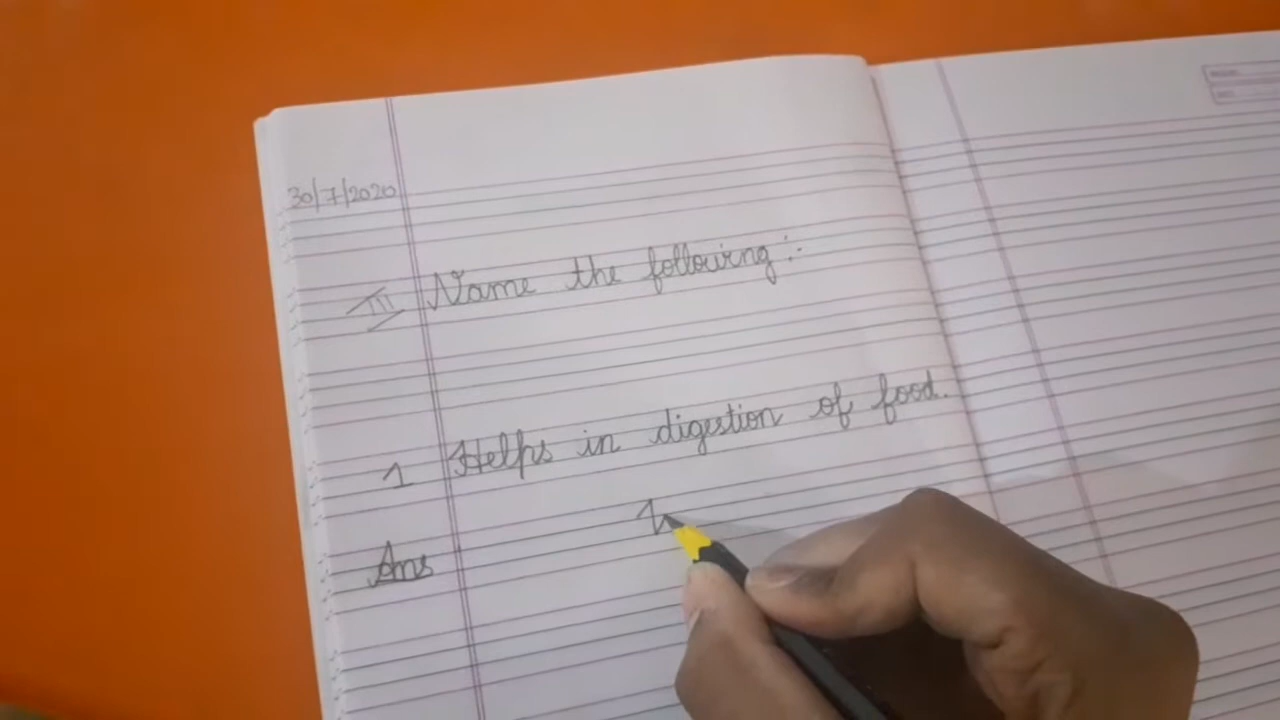 30/7/2020
III Name the following :-
1 Helps in digestion of food.
Ans